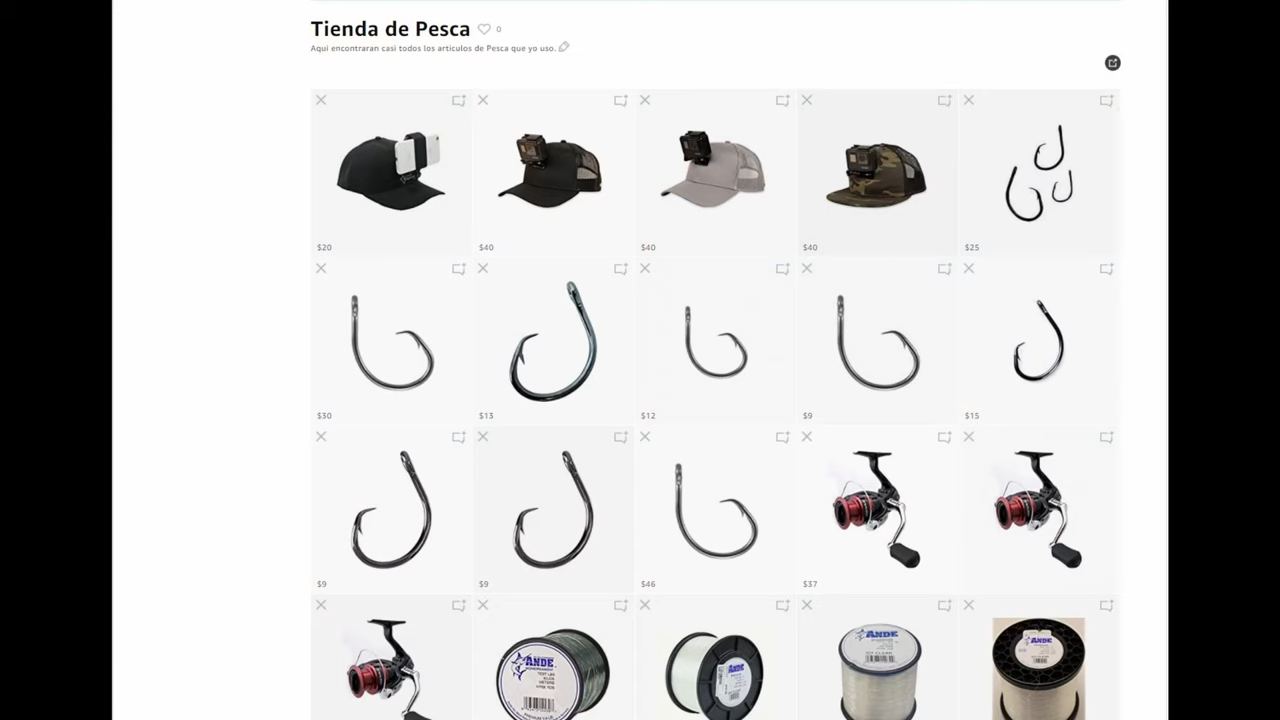 Tienda de Pesca 0
Aqui encontraran casi todos los articulos de Pesca que yo uso.
$20
$40
$40
$40
$25
$30
$13
$12
$9
$15
$9
$9
$46
$37
ANDE
ANDE
ANDE